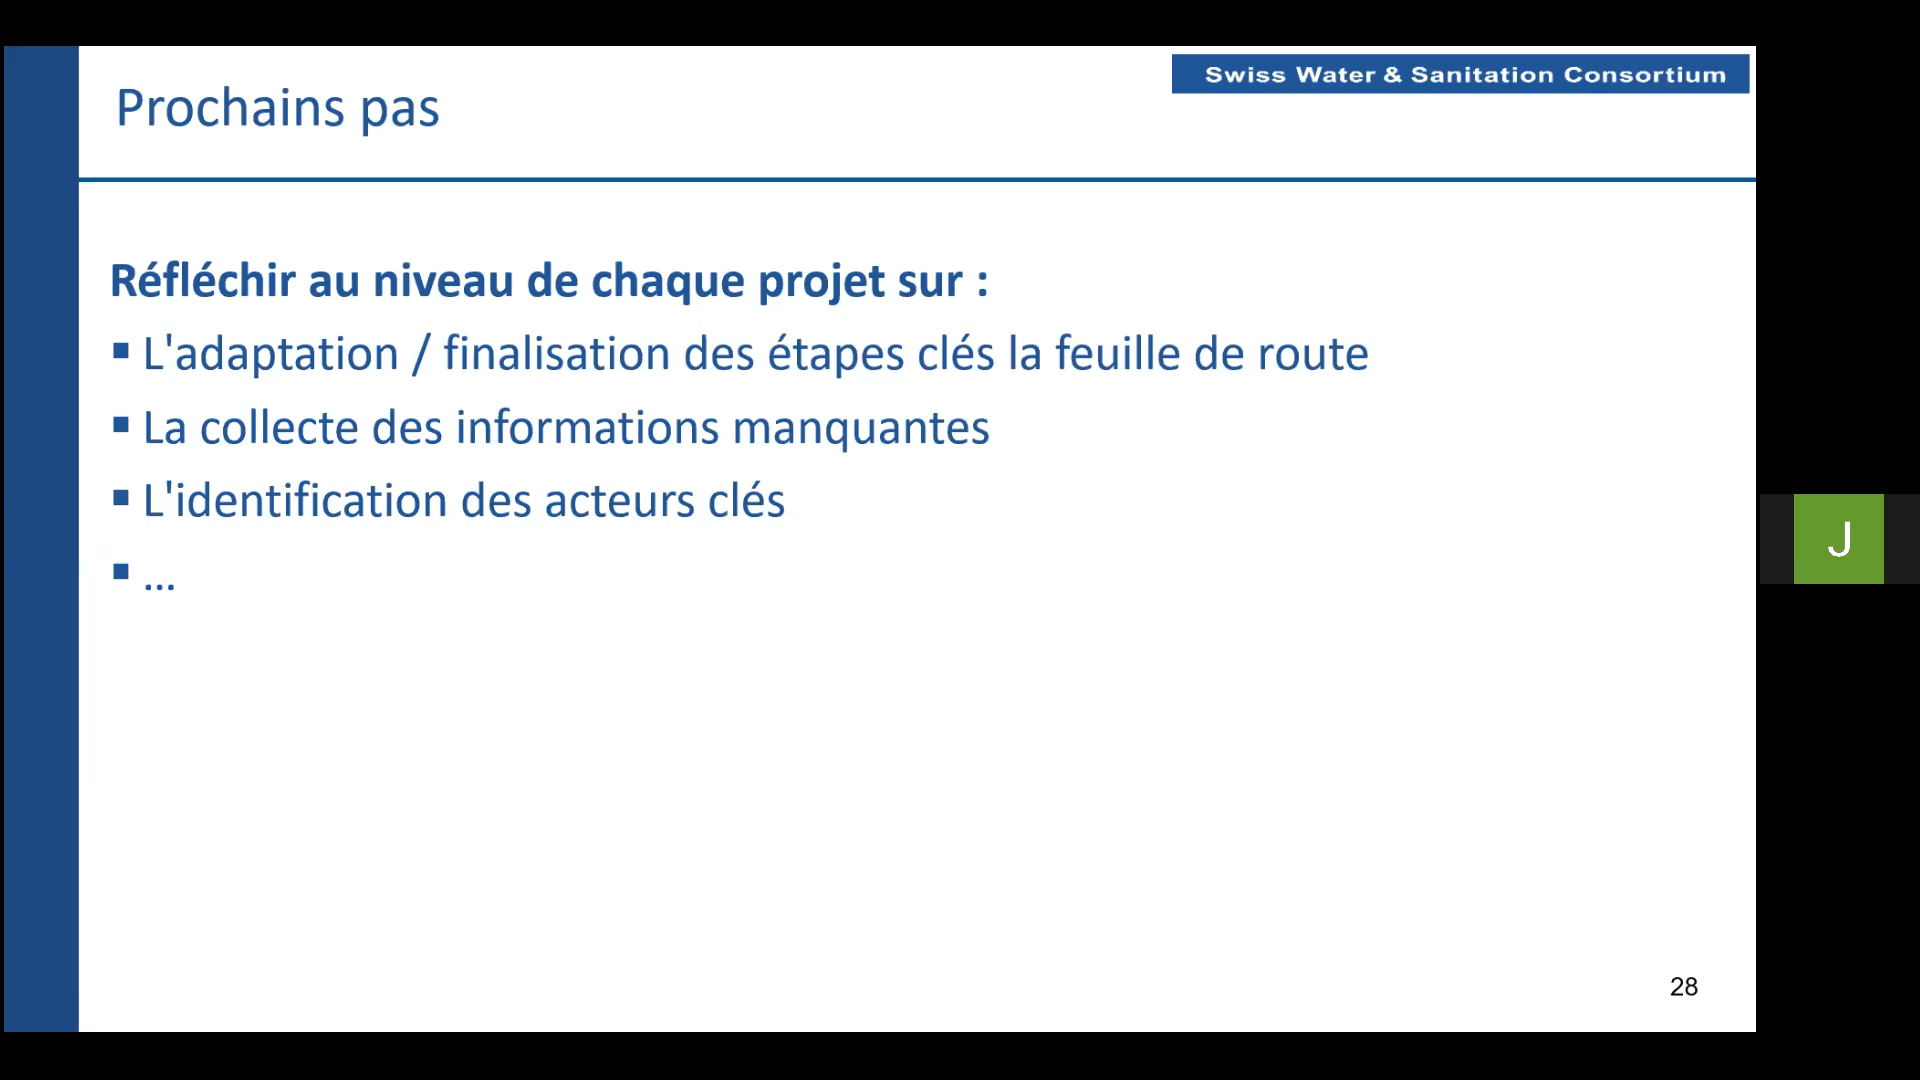 Swiss Water & Sanitation Consortium
Prochains pas
Réfléchir au niveau de chaque projet sur :
▪ L'adaptation / finalisation des étapes clés la feuille de route
▪ La collecte des informations manquantes
▪ L'identification des acteurs clés
▪ ...
J
28